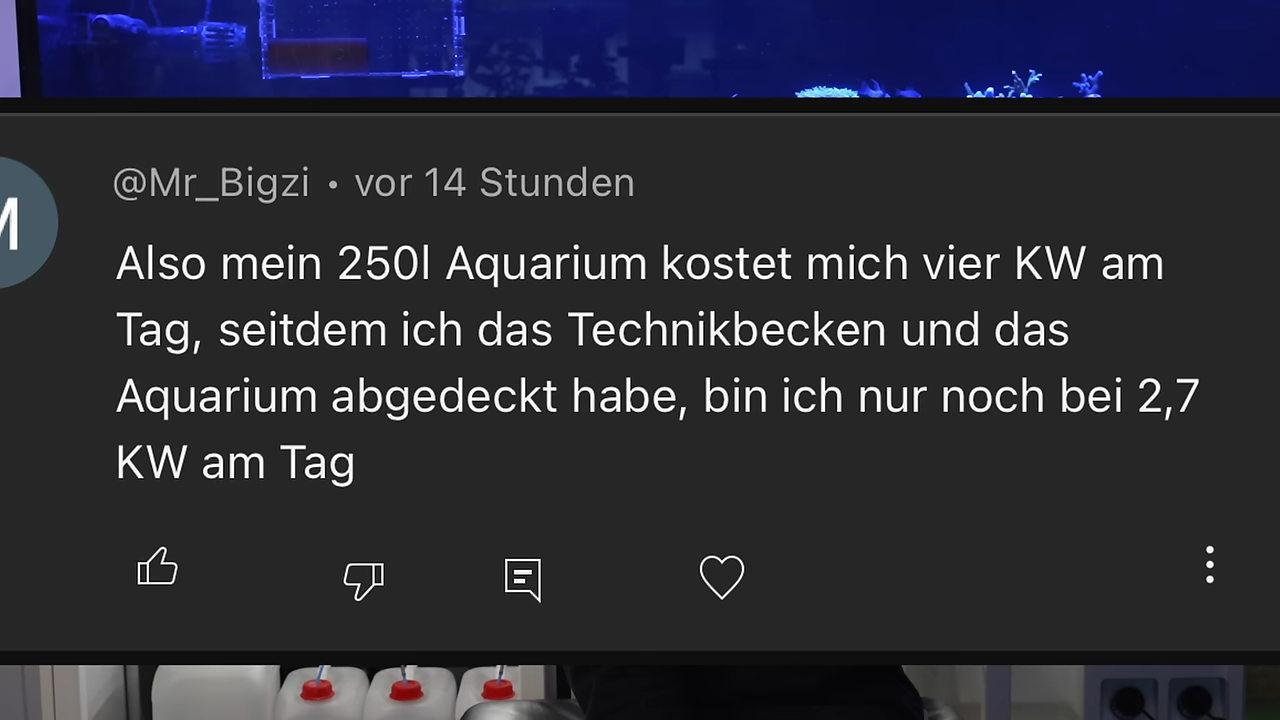 @Mr_Bigzi • vor 14 Stunden
Also mein 250l Aquarium kostet mich vier KW am
Tag, seitdem ich das Technikbecken und das
Aquarium abgedeckt habe, bin ich nur noch bei 2,7
KW am Tag